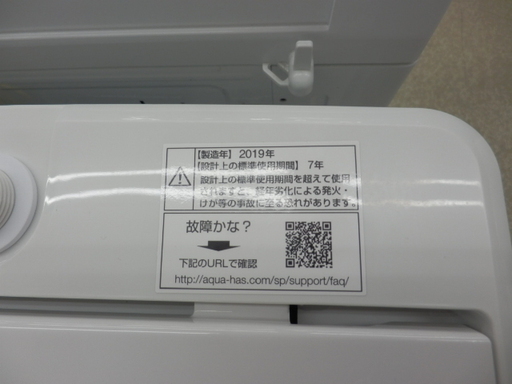 【製造年】2019年
【設計上の標準使用期間】7年
設計上の標準使用期間を超えて使用
されますと、経年劣化による発火・
けが等の事故に至る恐れがあります。
故障かな?
下記のURLで確認
http://aqua-has.com/sp/support/faq/